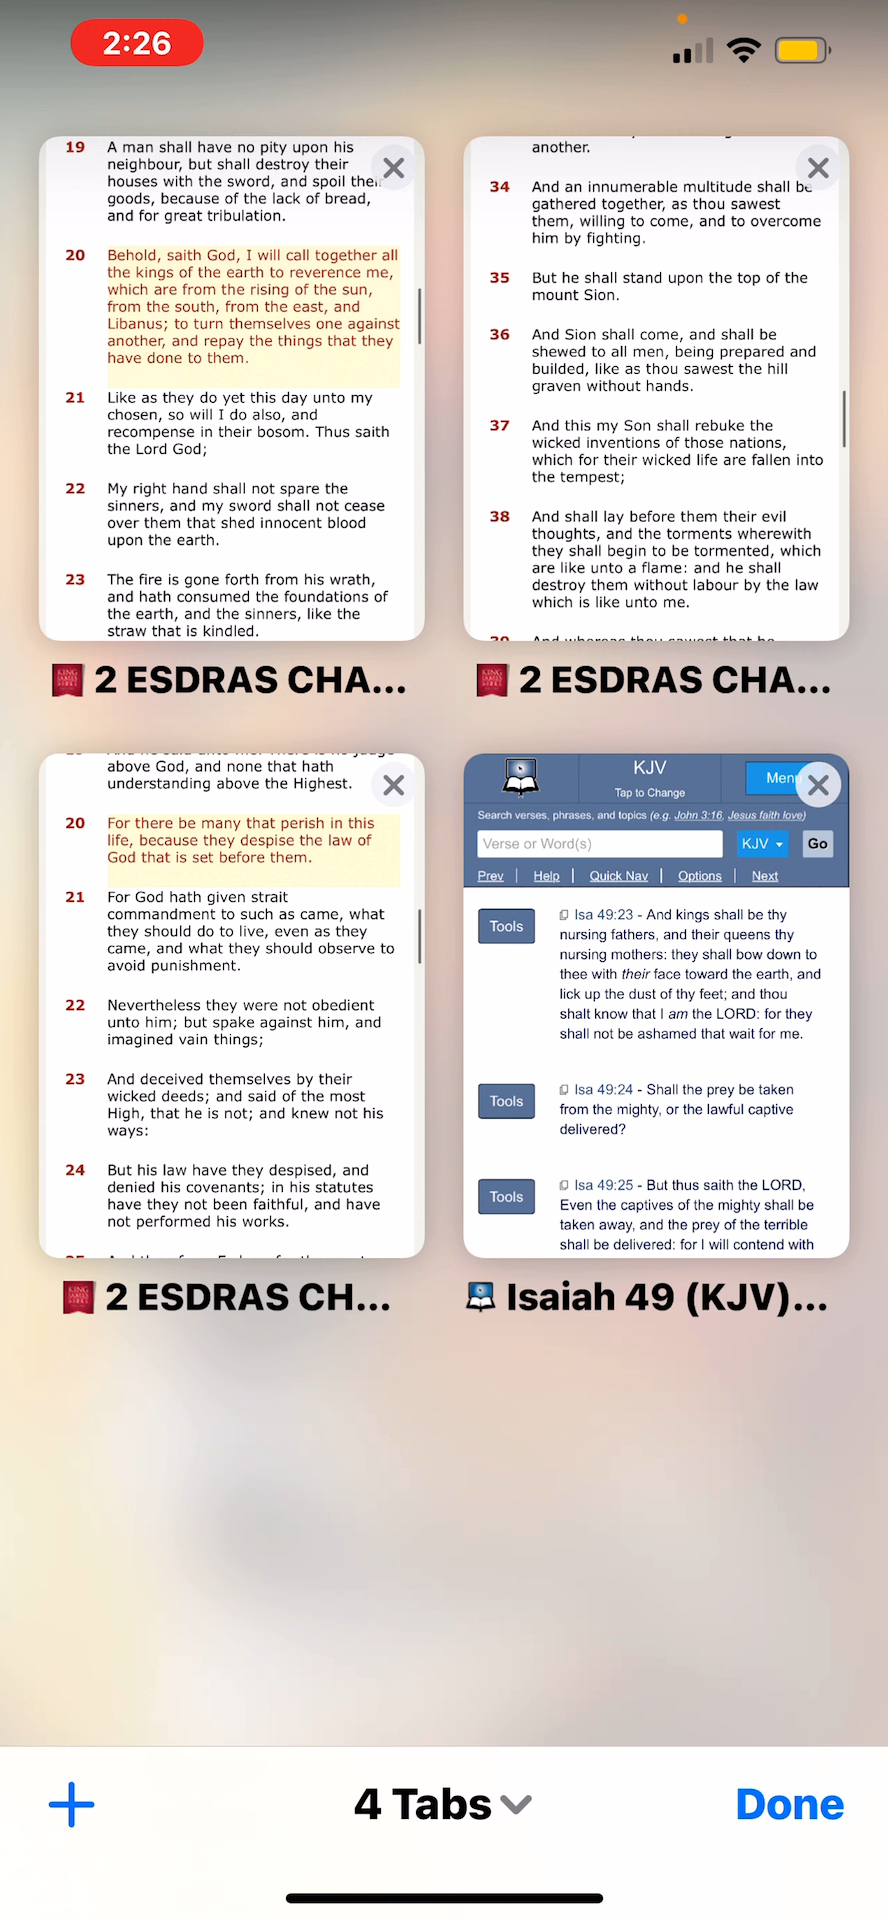 2:26
19 A man shall have no pity upon his
neighbour, but shall destroy their
houses with the sword, and spoil their
goods, because of the lack of bread,
and for great tribulation.
20 Behold, saith God, I will call together all
the kings of the earth to reverence me,
which are from the rising of the sun,
from the south, from the east, and
Libanus; to turn themselves one against
another, and repay the things that they
have done to them.
21 Like as they do yet this day unto my
chosen, so will I do also, and
recompense in their bosom. Thus saith
the Lord God;
22 My right hand shall not spare the
sinners, and my sword shall not cease
over them that shed innocent blood
upon the earth.
23 The fire is gone forth from his wrath,
and hath consumed the foundations of
the earth, and the sinners, like the
straw that is kindled.
KING JAMES BIBLE
2 ESDRAS CHA...
another.
34 And an innumerable multitude shall be
gathered together, as thou sawest
them, willing to come, and to overcome
him by fighting.
35 But he shall stand upon the top of the
mount Sion.
36 And Sion shall come, and shall be
shewed to all men, being prepared and
builded, like as thou sawest the hill
graven without hands.
37 And this my Son shall rebuke the
wicked inventions of those nations,
which for their wicked life are fallen into
the tempest;
38 And shall lay before them their evil
thoughts, and the torments wherewith
they shall begin to be tormented, which
are like unto a flame: and he shall
destroy them without labour by the law
which is like unto me.
39 And whereas thou sawest that he
KING JAMES BIBLE
2 ESDRAS CHA...
above God, and none that hath
understanding above the Highest.
20 For there be many that perish in this
life, because they despise the law of
God that is set before them.
21 For God hath given strait
commandment to such as came, what
they should do to live, even as they
came, and what they should observe to
avoid punishment.
22 Nevertheless they were not obedient
unto him; but spake against him, and
imagined vain things;
23 And deceived themselves by their
wicked deeds; and said of the most
High, that he is not; and knew not his
ways:
24 But his law have they despised, and
denied his covenants; in his statutes
have they not been faithful, and have
not performed his works.
KING JAMES BIBLE
2 ESDRAS CH...
KJV
Tap to Change
Menu
Search verses, phrases, and topics (e.g. John 3:16, Jesus faith love)
Verse or Word(s)
KJV
Go
Prev | Help | Quick Nav | Options | Next
Tools
Isa 49:23 - And kings shall be thy
nursing fathers, and their queens thy
nursing mothers: they shall bow down to
thee with their face toward the earth, and
lick up the dust of thy feet; and thou
shalt know that I am the LORD: for they
shall not be ashamed that wait for me.
Tools
Isa 49:24 - Shall the prey be taken
from the mighty, or the lawful captive
delivered?
Tools
Isa 49:25 - But thus saith the LORD,
Even the captives of the mighty shall be
taken away, and the prey of the terrible
shall be delivered: for I will contend with
Isaiah 49 (KJV)...
4 Tabs
Done